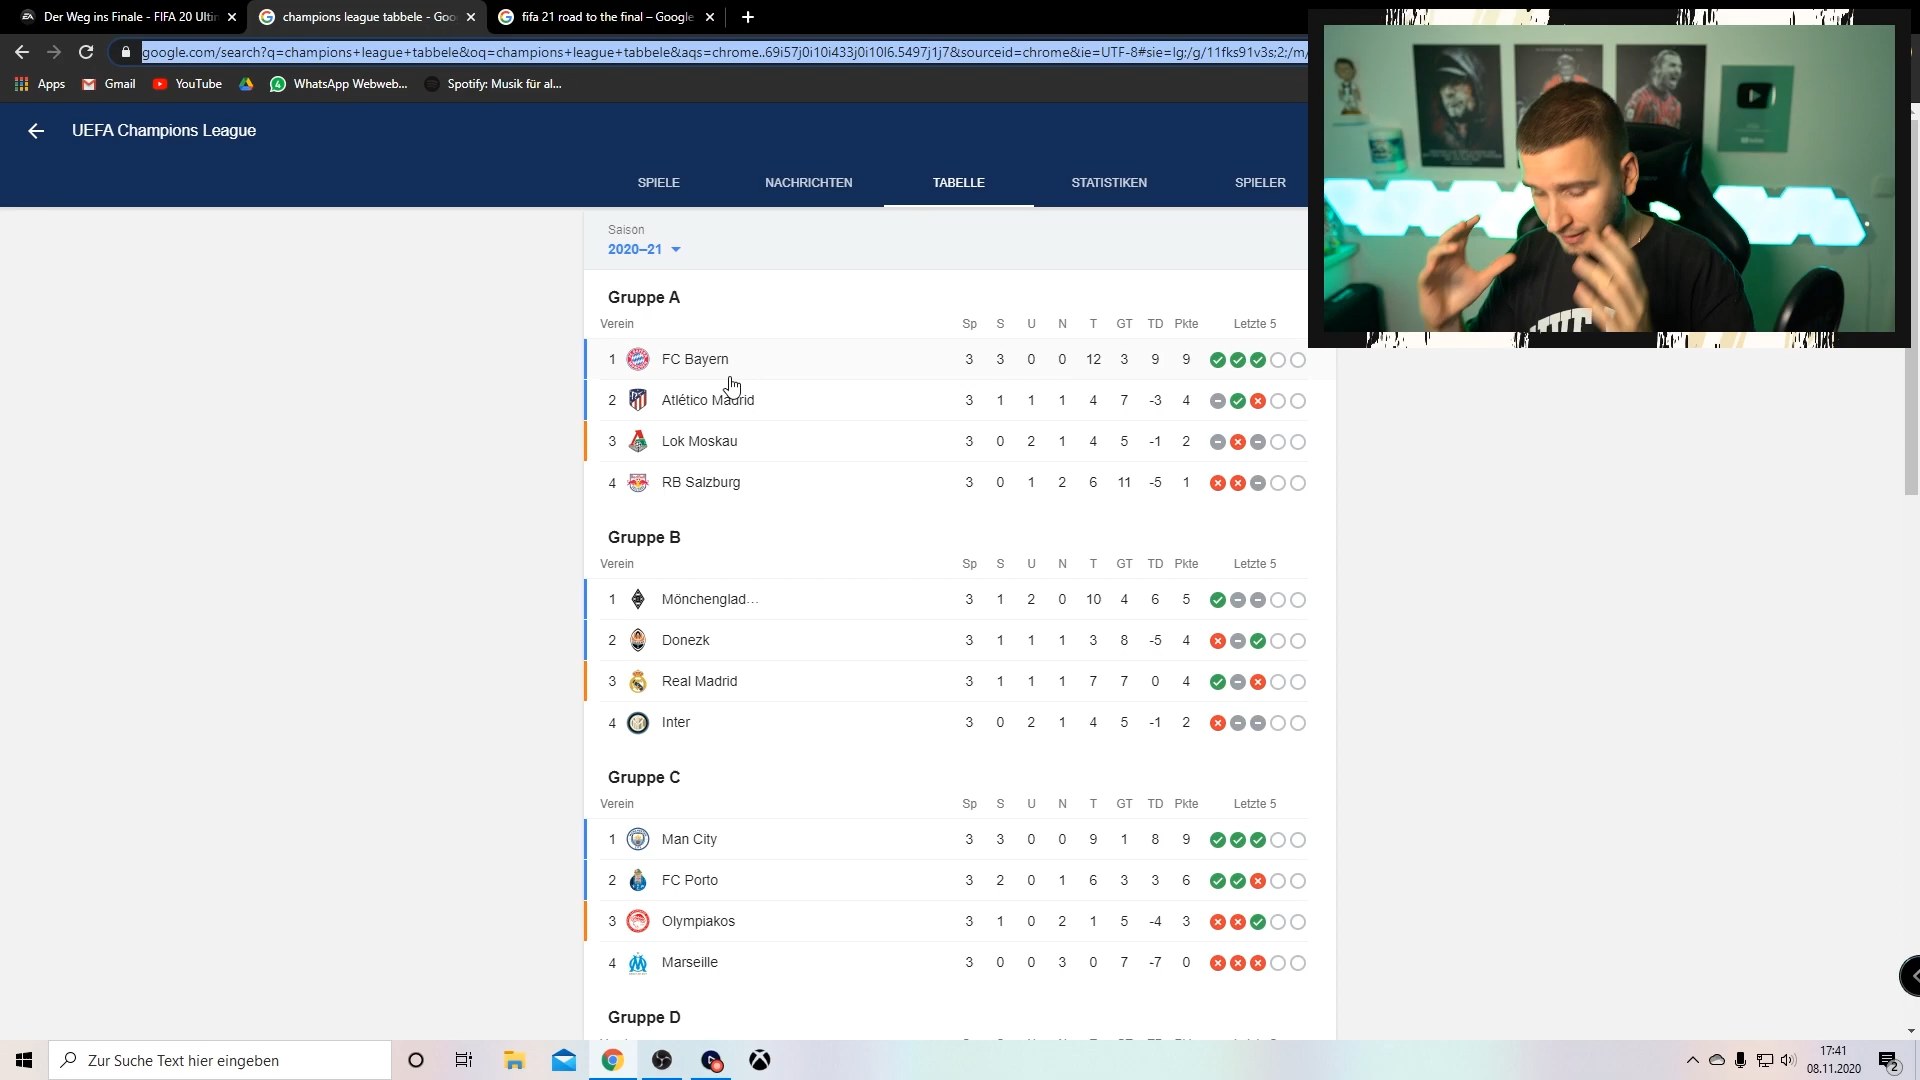 Der Weg ins Finale - FIFA 20 Ulti
champions league tabbele - Goo
fifa 21 road to the final – Google
google.com/search?q=champions+league+tabbele&oq=champions+league+tabbele&aqs=chrome..69i57j0i10i433j0i10l6.5497j1j7&sourceid=chrome&ie=UTF-8#sie=lg;/g/11fks91v3s;2;/m/
Apps Gmail YouTube WhatsApp Webweb... Spotify: Musik für al...
UEFA Champions League
SPIELE NACHRICHTEN TABELLE STATISTIKEN SPIELER
Saison
2020–21
Gruppe A
Verein Sp S U N T GT TD Pkte Letzte 5
1 FC Bayern 3 3 0 0 12 3 9 9
2 Atlético Madrid 3 1 1 1 4 7 -3 4
3 Lok Moskau 3 0 2 1 4 5 -1 2
4 RB Salzburg 3 0 1 2 6 11 -5 1
Gruppe B
Verein Sp S U N T GT TD Pkte Letzte 5
1 Mönchenglad... 3 1 2 0 10 4 6 5
2 Donezk 3 1 1 1 3 8 -5 4
3 Real Madrid 3 1 1 1 7 7 0 4
4 Inter 3 0 2 1 4 5 -1 2
Gruppe C
Verein Sp S U N T GT TD Pkte Letzte 5
1 Man City 3 3 0 0 9 1 8 9
2 FC Porto 3 2 0 1 6 3 3 6
3 Olympiakos 3 1 0 2 1 5 -4 3
4 Marseille 3 0 0 3 0 7 -7 0
Gruppe D
Zur Suche Text hier eingeben
17:41
08.11.2020
2